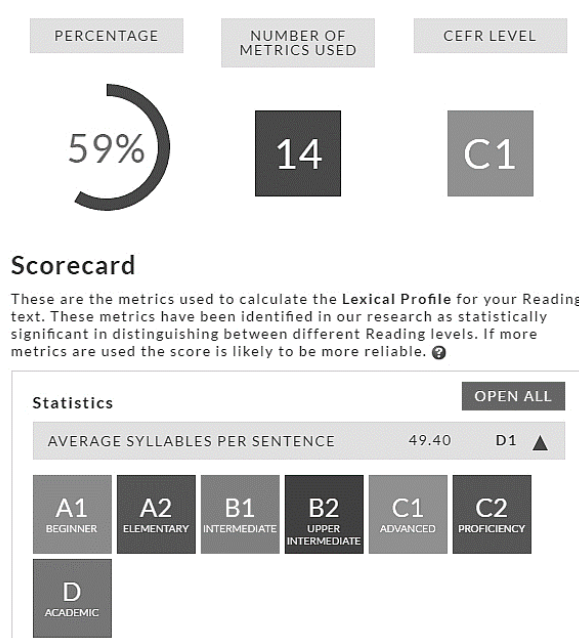 PERCENTAGE
NUMBER OF
METRICS USED
CEFR LEVEL
59%
14
C1
Scorecard
These are the metrics used to calculate the Lexical Profile for your Reading
text. These metrics have been identified in our research as statistically
significant in distinguishing between different Reading levels. If more
metrics are used the score is likely to be more reliable. ?
Statistics
OPEN ALL
AVERAGE SYLLABLES PER SENTENCE 49.40 D1 ▲
A1
BEGINNER
A2
ELEMENTARY
B1
INTERMEDIATE
B2
UPPER
INTERMEDIATE
C1
ADVANCED
C2
PROFICIENCY
D
ACADEMIC